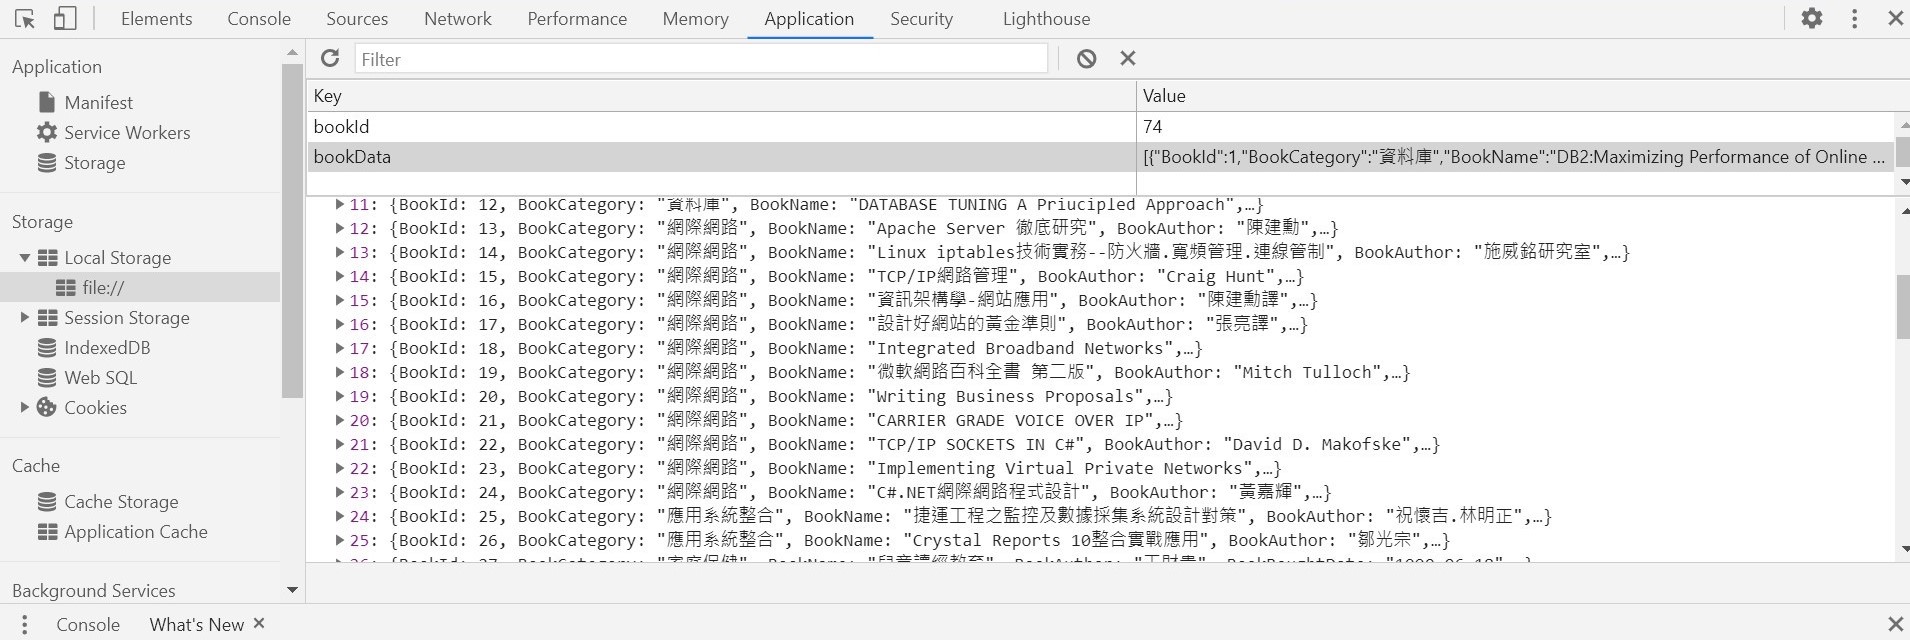 Elements Console Sources Network Performance Memory Application Security Lighthouse
Filter
Application
Manifest
Service Workers
Storage
Storage
Local Storage
file://
Session Storage
IndexedDB
Web SQL
Cookies
Cache
Cache Storage
Application Cache
Background Services
Key Value
bookId 74
bookData [{"BookId":1,"BookCategory":"資料庫","BookName":"DB2:Maximizing Performance of Online ...
11: {BookId: 12, BookCategory: "資料庫", BookName: "DATABASE TUNING A Priucipled Approach",…}
12: {BookId: 13, BookCategory: "網際網路", BookName: "Apache Server 徹底研究", BookAuthor: "陳建勳",…}
13: {BookId: 14, BookCategory: "網際網路", BookName: "Linux iptables技術實務--防火牆.寬頻管理.連線管制", BookAuthor: "施威銘研究室",…}
14: {BookId: 15, BookCategory: "網際網路", BookName: "TCP/IP網路管理", BookAuthor: "Craig Hunt",…}
15: {BookId: 16, BookCategory: "網際網路", BookName: "資訊架構學-網站應用", BookAuthor: "陳建勳譯",…}
16: {BookId: 17, BookCategory: "網際網路", BookName: "設計好網站的黃金準則", BookAuthor: "張亮譯",…}
17: {BookId: 18, BookCategory: "網際網路", BookName: "Integrated Broadband Networks",…}
18: {BookId: 19, BookCategory: "網際網路", BookName: "微軟網路百科全書 第二版", BookAuthor: "Mitch Tulloch",…}
19: {BookId: 20, BookCategory: "網際網路", BookName: "Writing Business Proposals",…}
20: {BookId: 21, BookCategory: "網際網路", BookName: "CARRIER GRADE VOICE OVER IP",…}
21: {BookId: 22, BookCategory: "網際網路", BookName: "TCP/IP SOCKETS IN C#", BookAuthor: "David D. Makofske",…}
22: {BookId: 23, BookCategory: "網際網路", BookName: "Implementing Virtual Private Networks",…}
23: {BookId: 24, BookCategory: "網際網路", BookName: "C#.NET網際網路程式設計", BookAuthor: "黃嘉輝",…}
24: {BookId: 25, BookCategory: "應用系統整合", BookName: "捷運工程之監控及數據採集系統設計對策", BookAuthor: "祝懷吉.林明正",…}
25: {BookId: 26, BookCategory: "應用系統整合", BookName: "Crystal Reports 10整合實戰應用", BookAuthor: "鄒光宗",…}
Console What's New